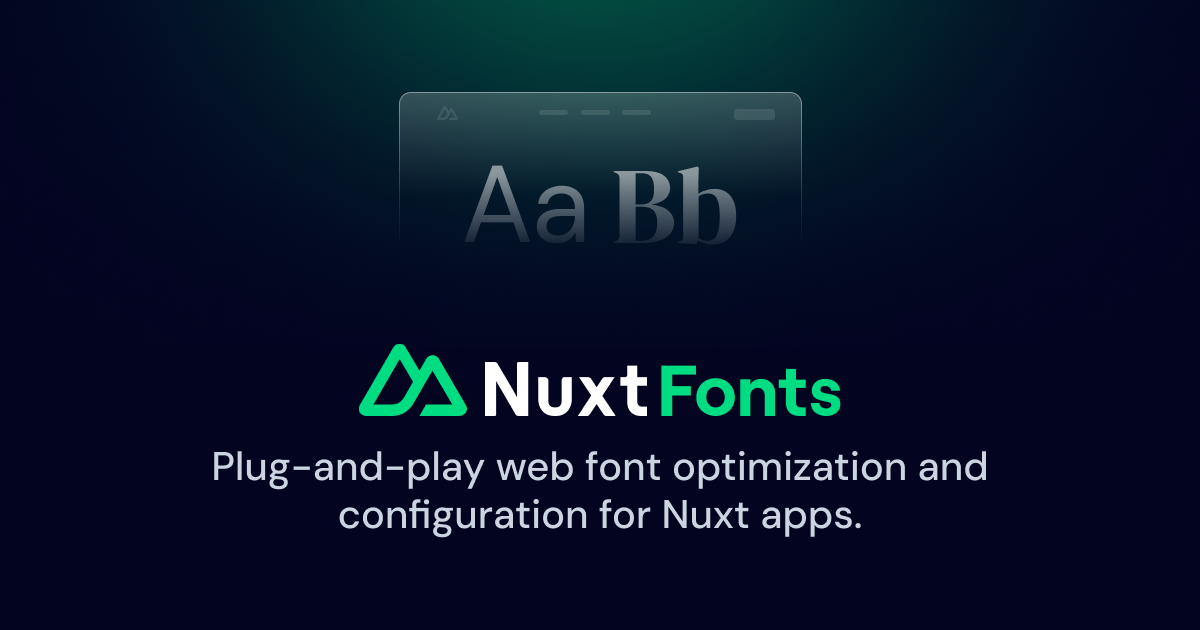 Aa Bb
Nuxt Fonts
Plug-and-play web font optimization and
configuration for Nuxt apps.